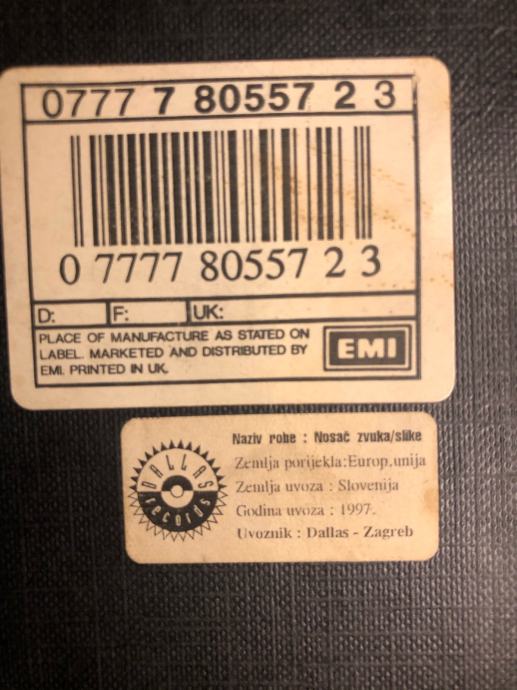 0777 7 80557 2 3
0 7777 80557 2 3
D: F: UK:
PLACE OF MANUFACTURE AS STATED ON
LABEL. MARKETED AND DISTRIBUTED BY
EMI. PRINTED IN UK.
EMI
DALLAS
records
Naziv robe : Nosač zvuka/slike
Zemlja porijekla:Europ.unija
Zemlja uvoza : Slovenija
Godina uvoza : 1997.
Uvoznik : Dallas - Zagreb